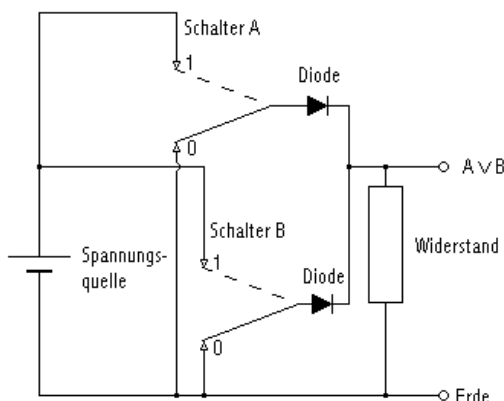 Schalter A
1
Diode
0
A∨B
Schalter B
Widerstand
Spannungs-
quelle
1
Diode
0
Erde